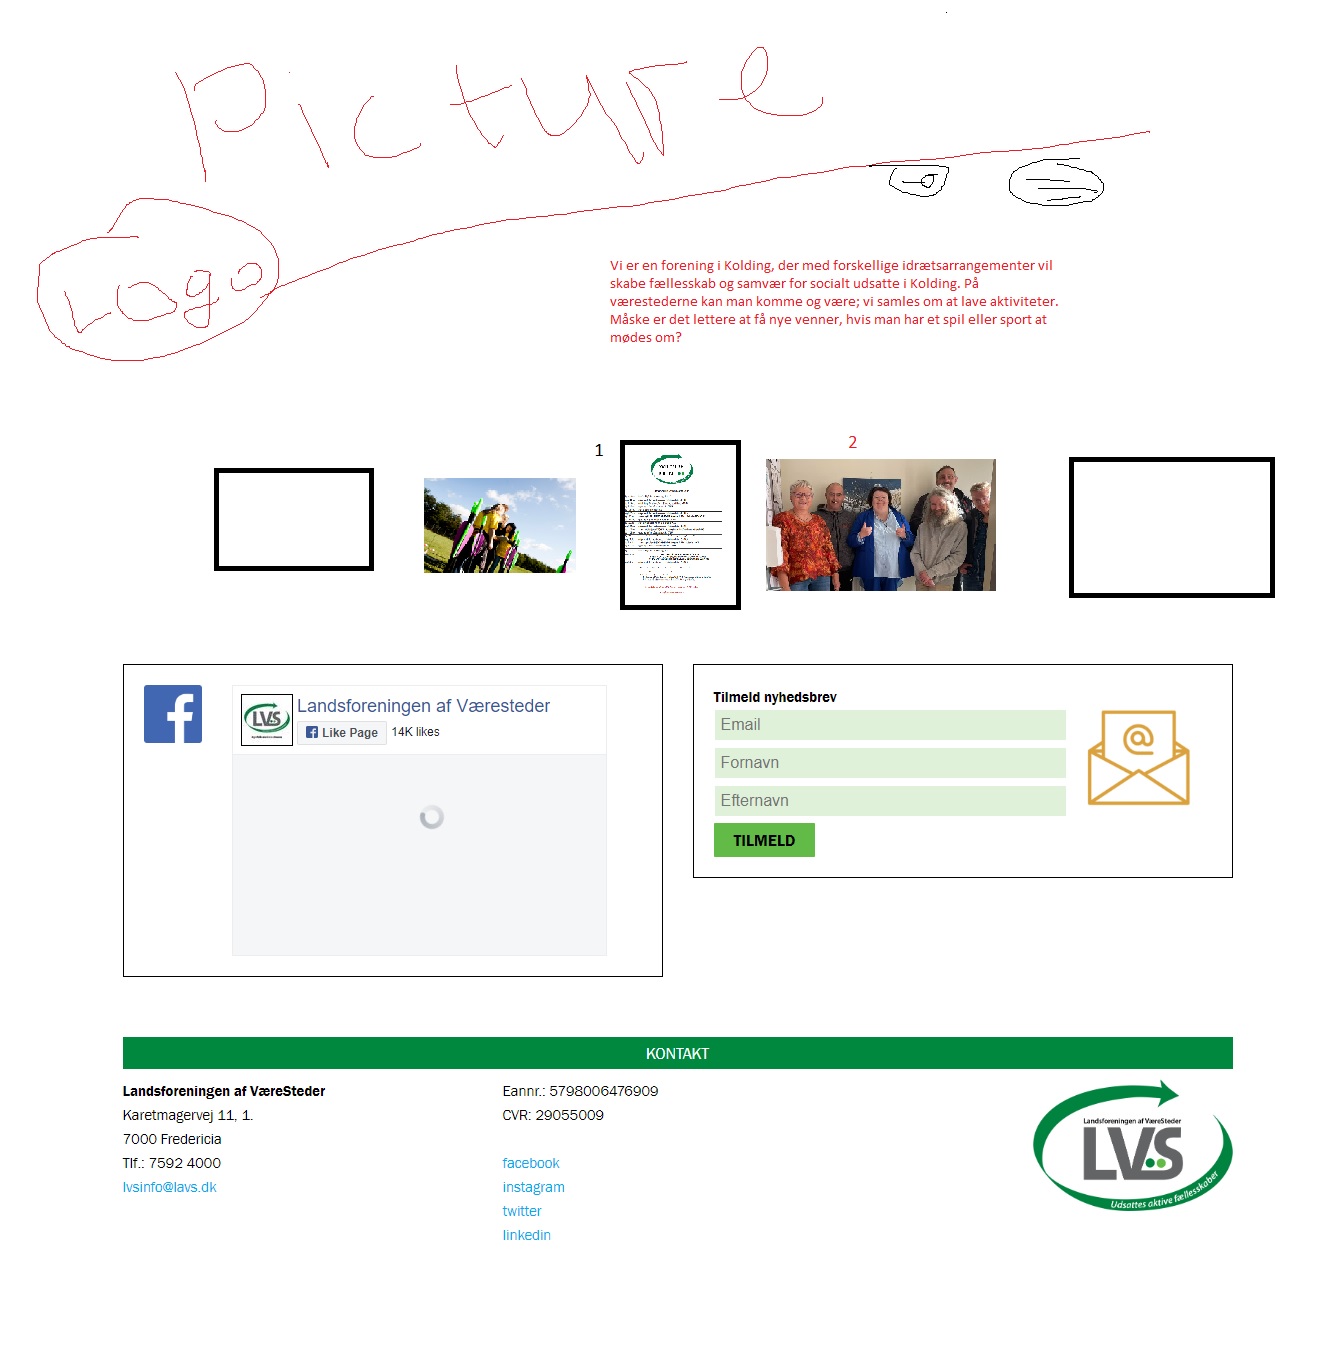 Picture
Logo
Vi er en forening i Kolding, der med forskellige idrætsarrangementer vil
skabe fællesskab og samvær for socialt udsatte i Kolding. På
værestederne kan man komme og være; vi samles om at lave aktiviteter.
Måske er det lettere at få nye venner, hvis man har et spil eller sport at
mødes om?
1
2
Landsforeningen af Væresteder
LVS
Like Page
14K likes
Tilmeld nyhedsbrev
Email
Fornavn
Efternavn
TILMELD
KONTAKT
Landsforeningen af VæreSteder
Karetmagervej 11, 1.
7000 Fredericia
Tlf.: 7592 4000
lvsinfo@lavs.dk
Eannr.: 5798006476909
CVR: 29055009
facebook
instagram
twitter
linkedin
Landsforeningen af VæreSteder
LVS
Udsattes aktive fællesskaber